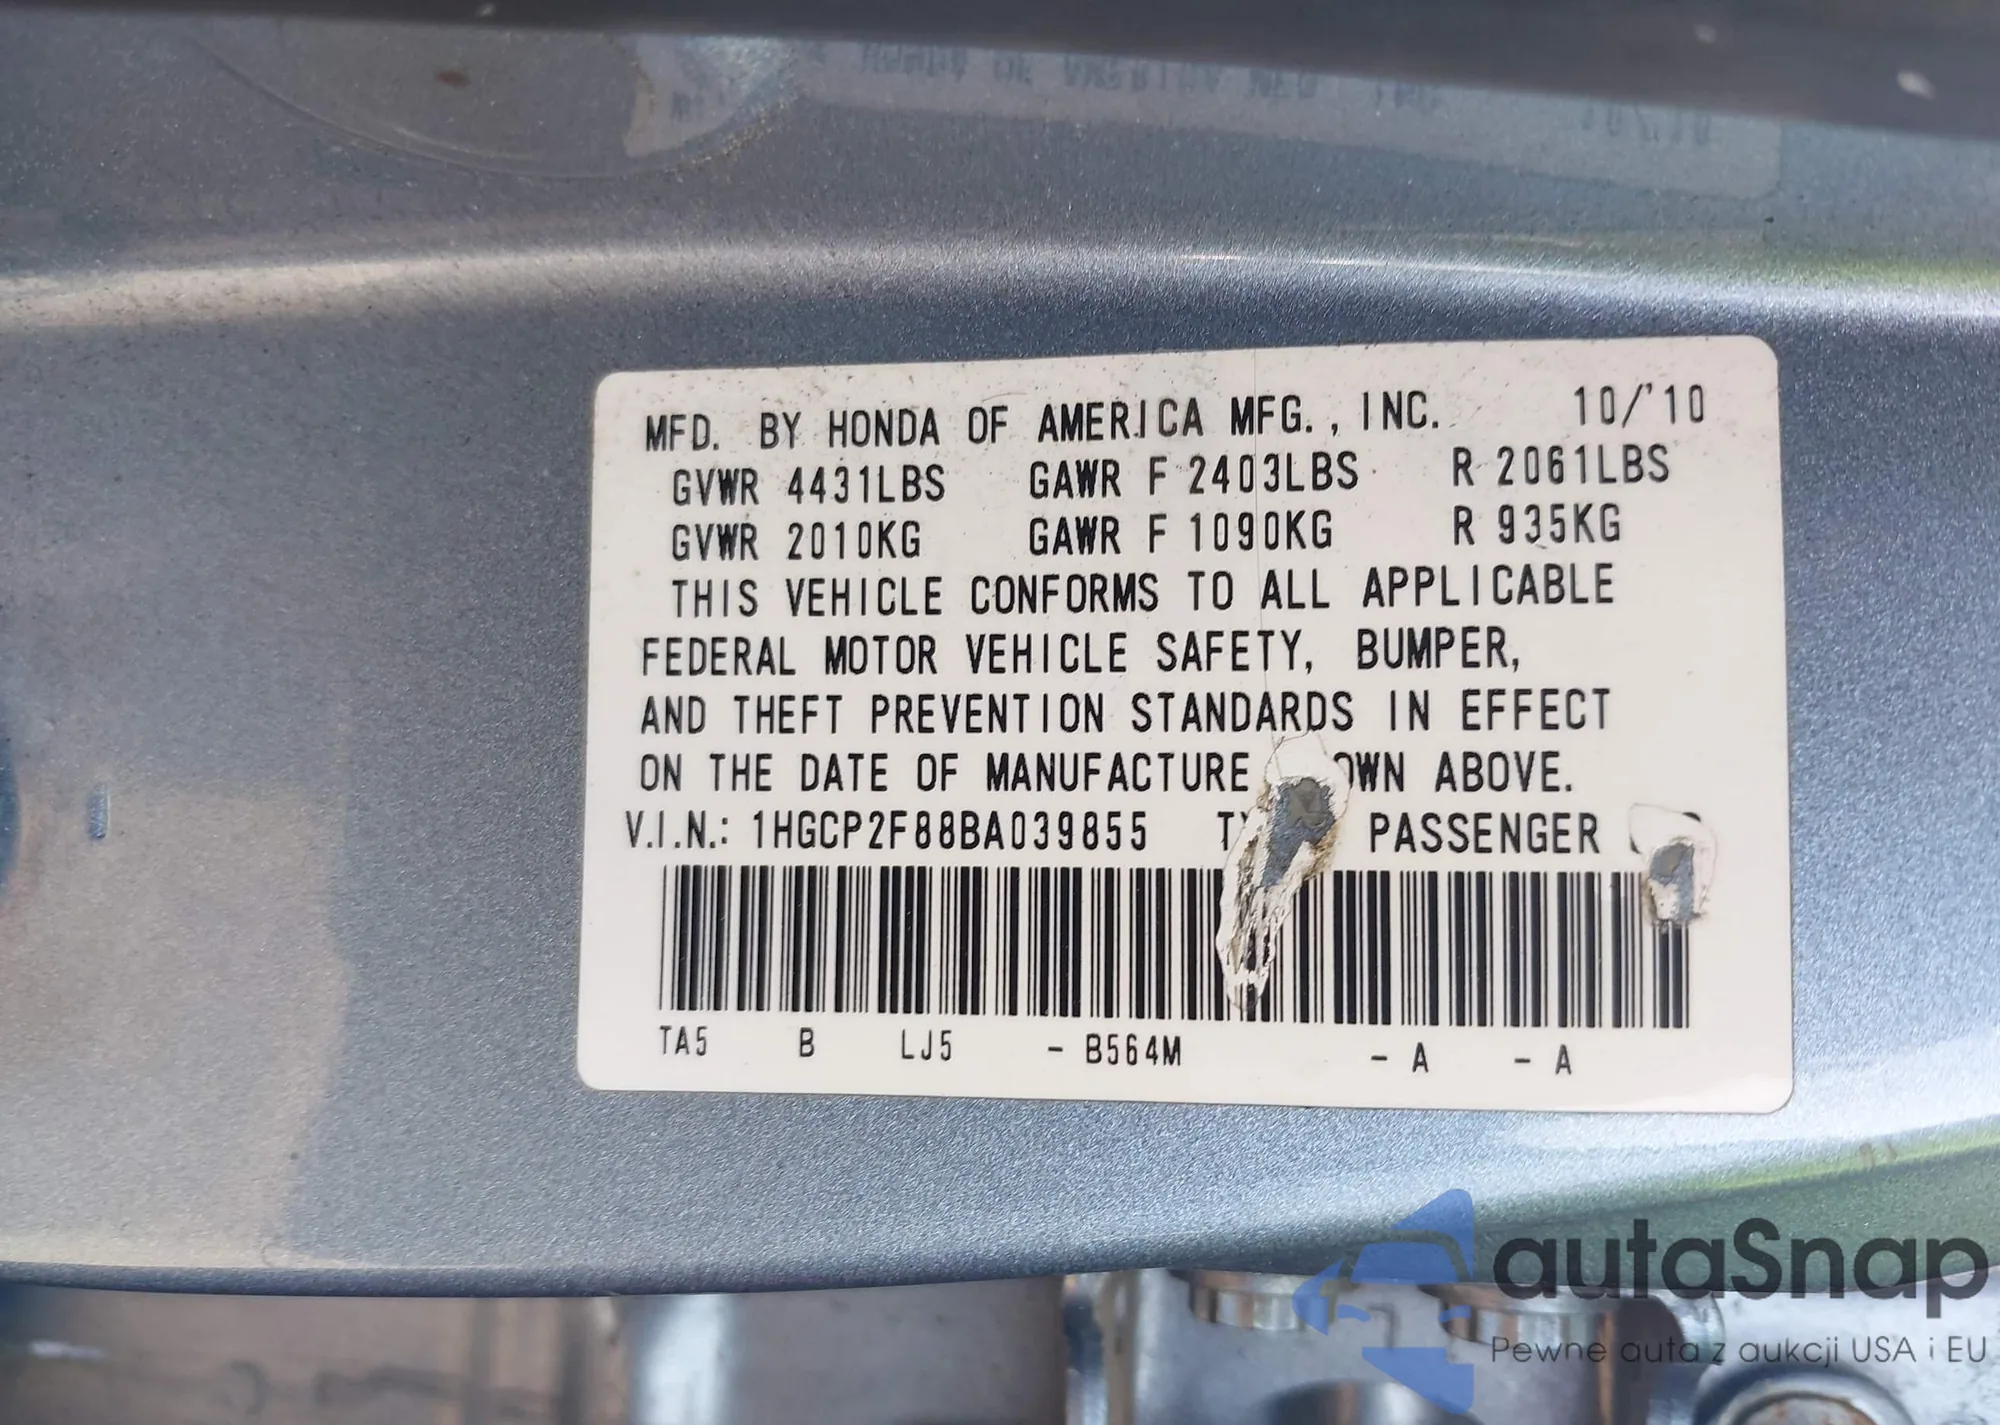 MFD. BY HONDA OF AMERICA MFG., INC. 10/'10
GVWR 4431LBS GAWR F 2403LBS R 2061LBS
GVWR 2010KG GAWR F 1090KG R 935KG
THIS VEHICLE CONFORMS TO ALL APPLICABLE
FEDERAL MOTOR VEHICLE SAFETY, BUMPER,
AND THEFT PREVENTION STANDARDS IN EFFECT
ON THE DATE OF MANUFACTURE ABOVE.
V.I.N.: 1HGCP2F88BA039855 PASSENGER
TA5 B LJ5 - B564M - A - A
autaSnap
Pewne auta z aukcji USA i EU